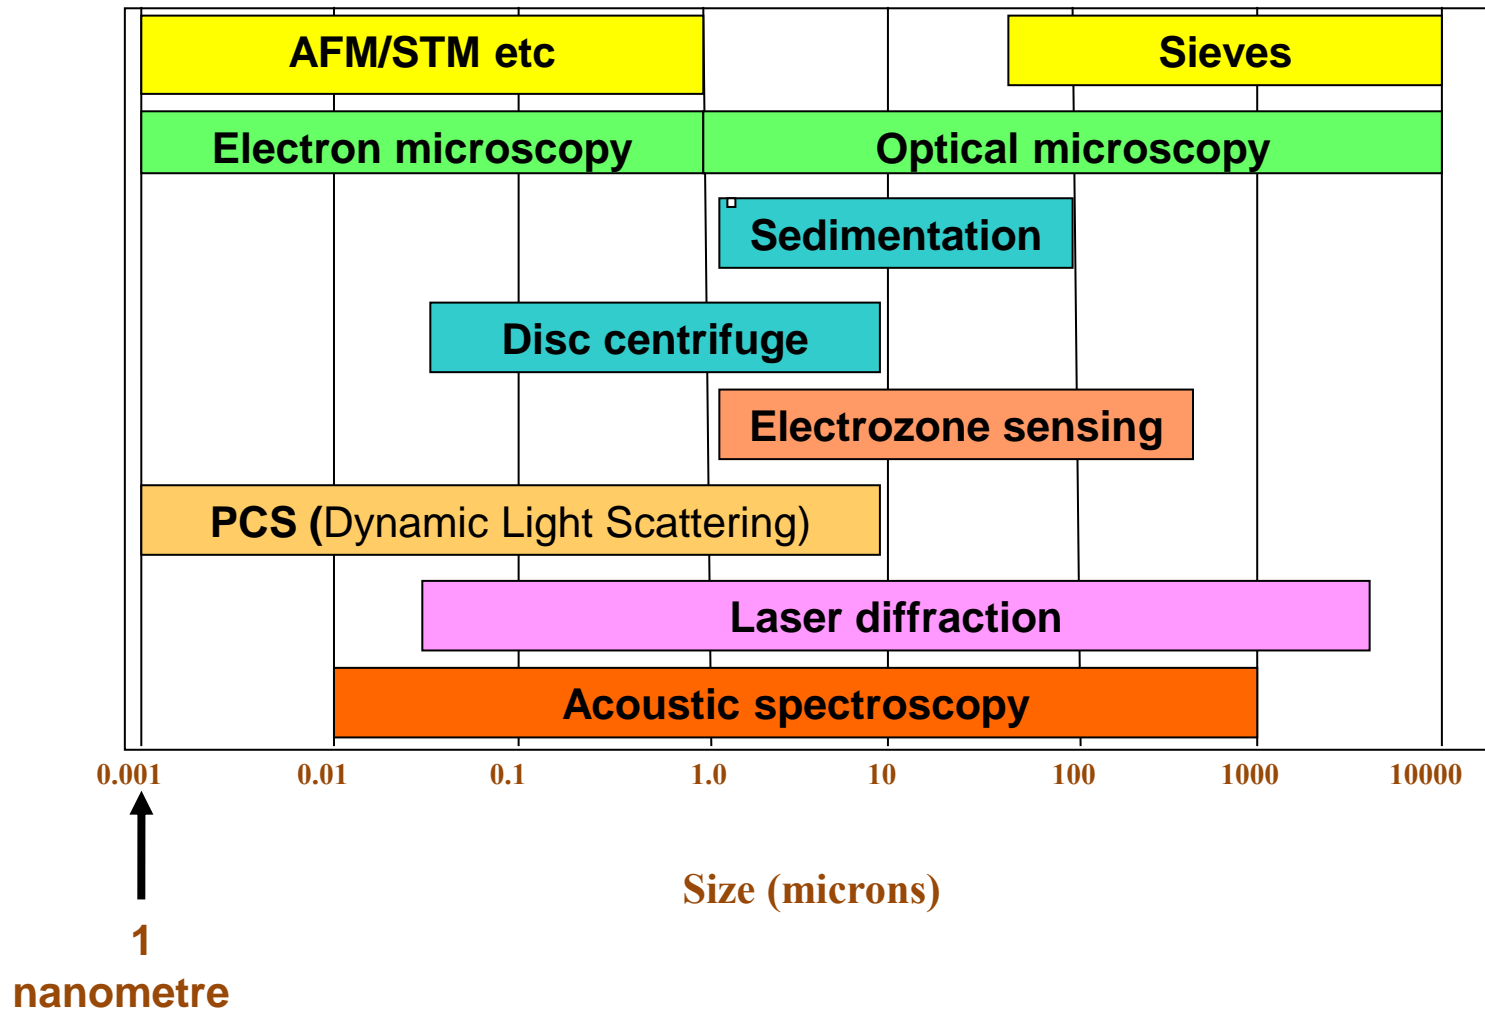 AFM/STM etc
Sieves
Electron microscopy
Optical microscopy
Sedimentation
Disc centrifuge
Electrozone sensing
PCS (Dynamic Light Scattering)
Laser diffraction
Acoustic spectroscopy
0.001 0.01 0.1 1.0 10 100 1000 10000
Size (microns)
1
nanometre